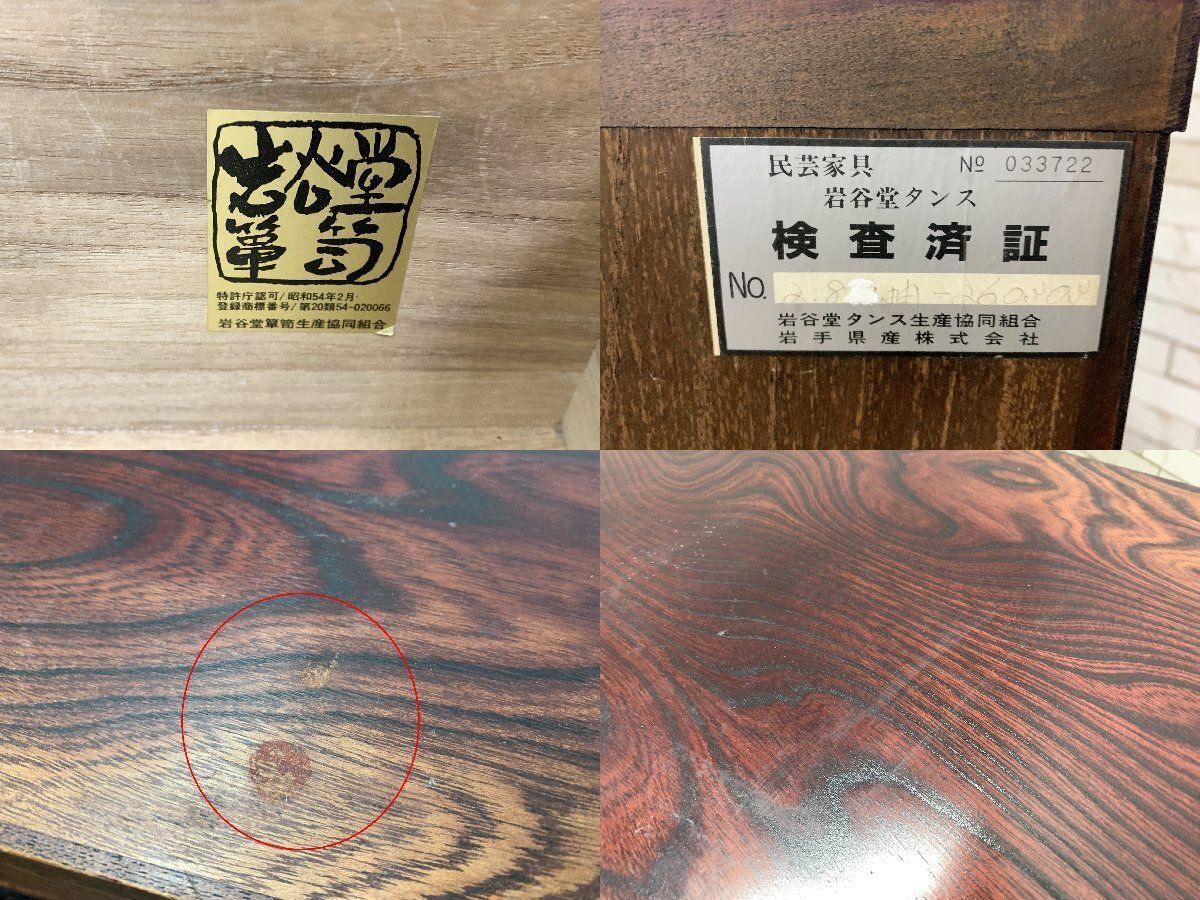 岩谷堂
箪笥
特許庁認可/昭和54年2月
登録商標番号/第20類54-020066
岩谷堂箪笥生産協同組合
民芸家具 No 033722
岩谷堂タンス
検査済証
No.
岩谷堂タンス生産協同組合
岩手県産株式会社